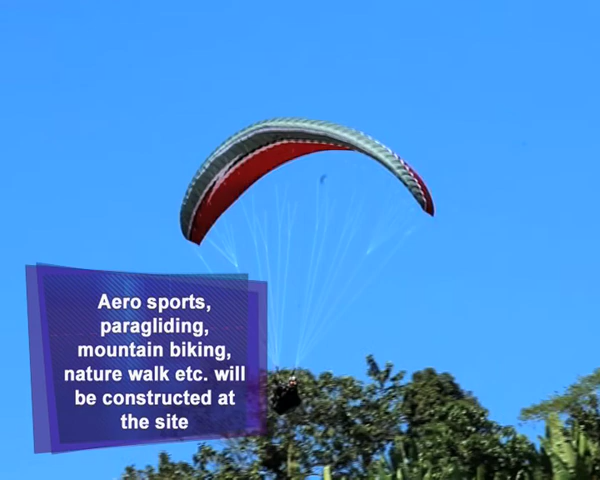 Aero sports,
paragliding,
mountain biking,
nature walk etc. will
be constructed at
the site